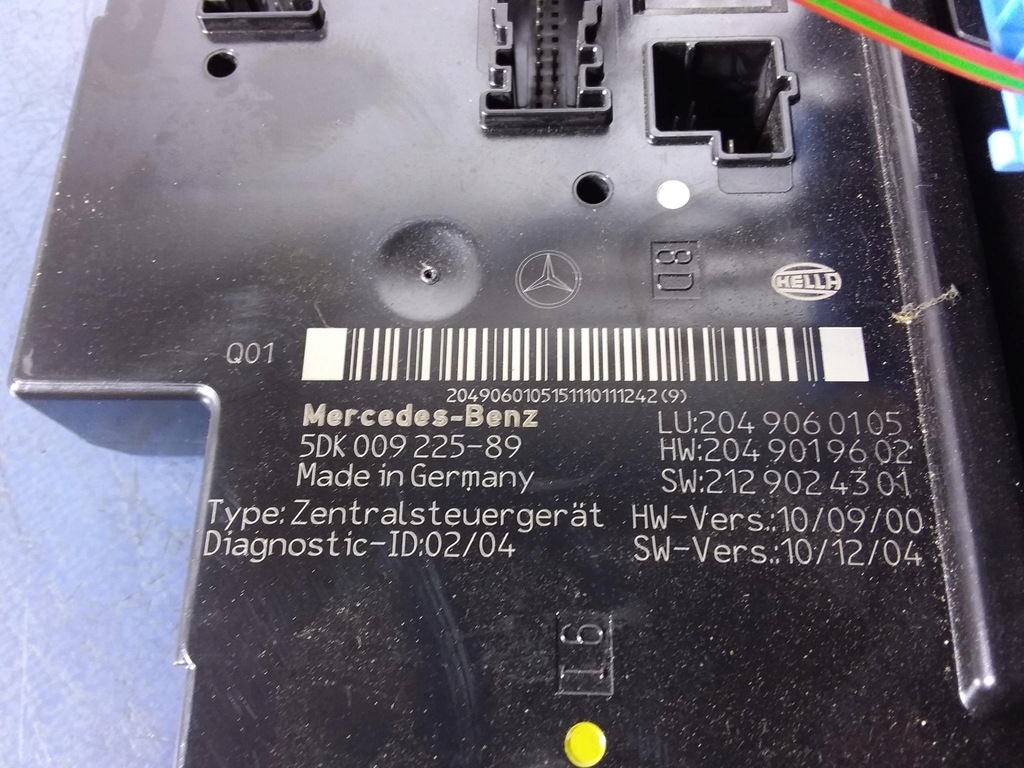 8D
HELLA
Q01
2049060105151110111242(9)
Mercedes-Benz
LU:204 906 01 05
5DK 009 225-89
HW:204 901 96 02
Made in Germany
SW:212 902 43 01
Type: Zentralsteuergerät
HW-Vers.:10/09/00
Diagnostic-ID:02/04
SW-Vers.:10/12/04
16